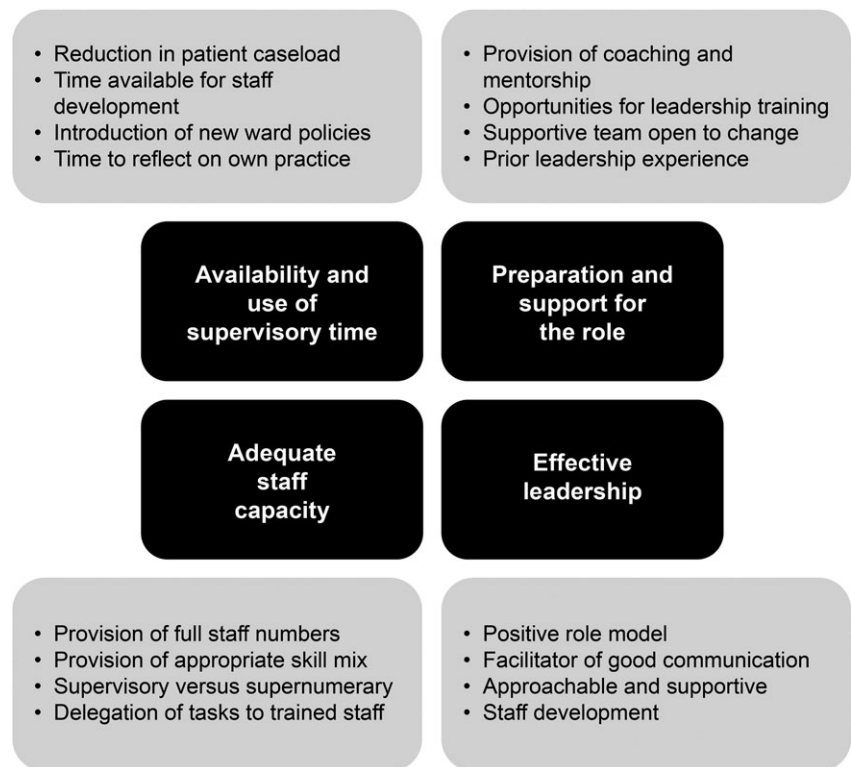 • Reduction in patient caseload
• Time available for staff
development
• Introduction of new ward policies
• Time to reflect on own practice
• Provision of coaching and
mentorship
• Opportunities for leadership training
• Supportive team open to change
• Prior leadership experience
Availability and
use of
supervisory time
Preparation and
support for
the role
Adequate
staff
capacity
Effective
leadership
• Provision of full staff numbers
• Provision of appropriate skill mix
• Supervisory versus supernumerary
• Delegation of tasks to trained staff
• Positive role model
• Facilitator of good communication
• Approachable and supportive
• Staff development